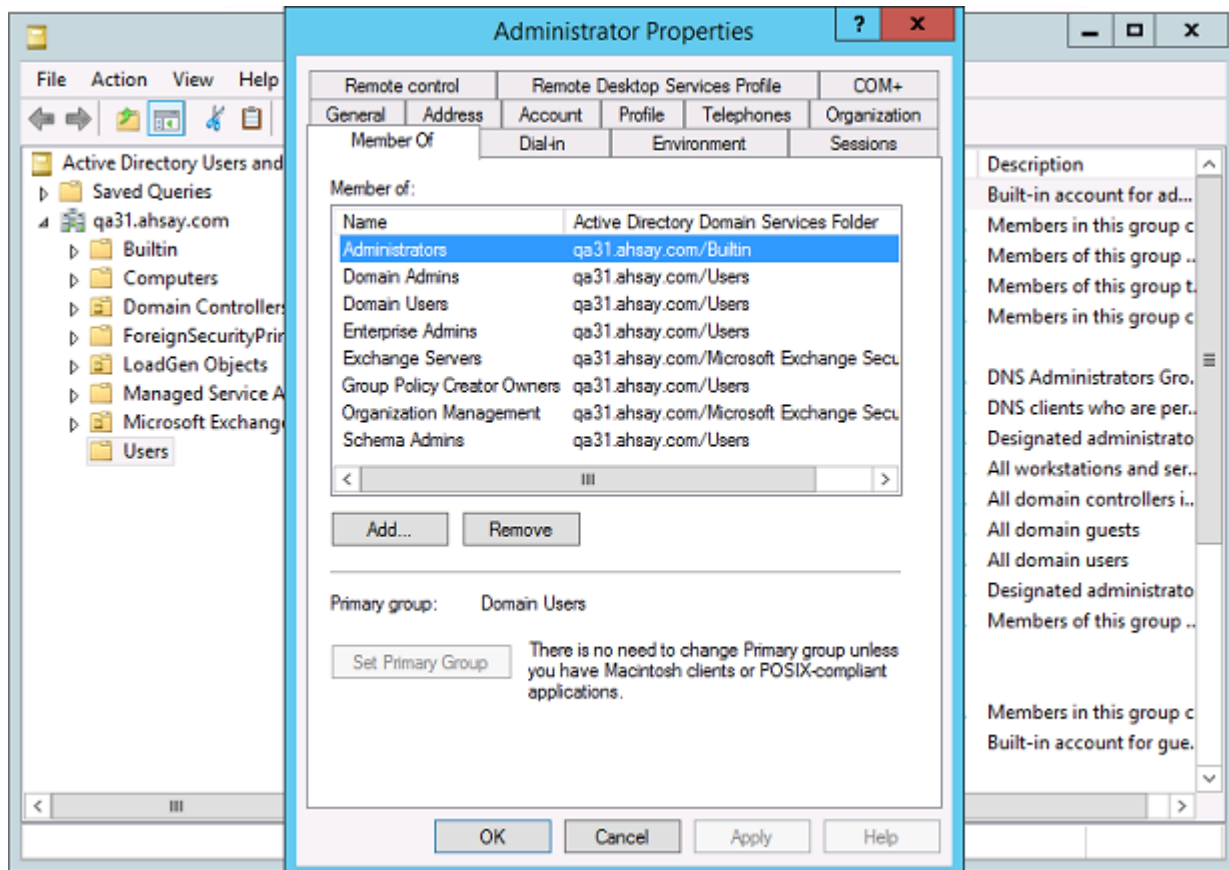 Administrator Properties
?
x
x
File Action View Help
Remote control Remote Desktop Services Profile COM+
General Address Account Profile Telephones Organization
Member Of Dial-in Environment Sessions
Active Directory Users and
Saved Queries
qa31.ahsay.com
Builtin
Computers
Domain Controllers
ForeignSecurityPrin
LoadGen Objects
Managed Service A
Microsoft Exchang
Users
Member of:
Name Active Directory Domain Services Folder
Administrators qa31.ahsay.com/Builtin
Domain Admins qa31.ahsay.com/Users
Domain Users qa31.ahsay.com/Users
Enterprise Admins qa31.ahsay.com/Users
Exchange Servers qa31.ahsay.com/Microsoft Exchange Secu
Group Policy Creator Owners qa31.ahsay.com/Users
Organization Management qa31.ahsay.com/Microsoft Exchange Secu
Schema Admins qa31.ahsay.com/Users
Add... Remove
Primary group: Domain Users
Set Primary Group
There is no need to change Primary group unless
you have Macintosh clients or POSIX-compliant
applications.
OK Cancel Apply Help
Description
Built-in account for ad...
Members in this group c
Members of this group ..
Members of this group t.
Members in this group c
DNS Administrators Gro.
DNS clients who are per..
Designated administrato
All workstations and ser..
All domain controllers i..
All domain guests
All domain users
Designated administrato
Members of this group ..
Members in this group c
Built-in account for gue.